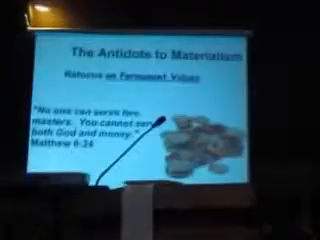 The Antidote to Materialism
Refocus on Permanent Values
"No one can serve two
masters. You cannot
both God and money."
Matthew 6:24